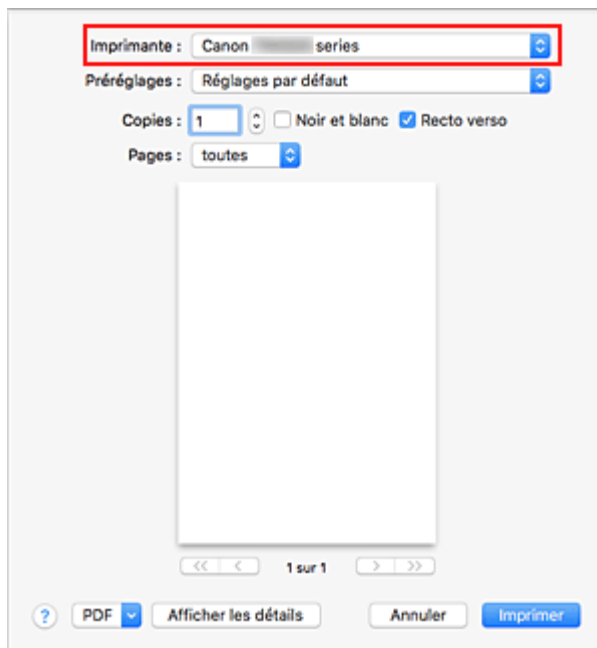 Imprimante : Canon series
Préréglages : Réglages par défaut
Copies : 1 Noir et blanc Recto verso
Pages : toutes
<< < 1 sur 1 > >>
? PDF Afficher les détails Annuler Imprimer